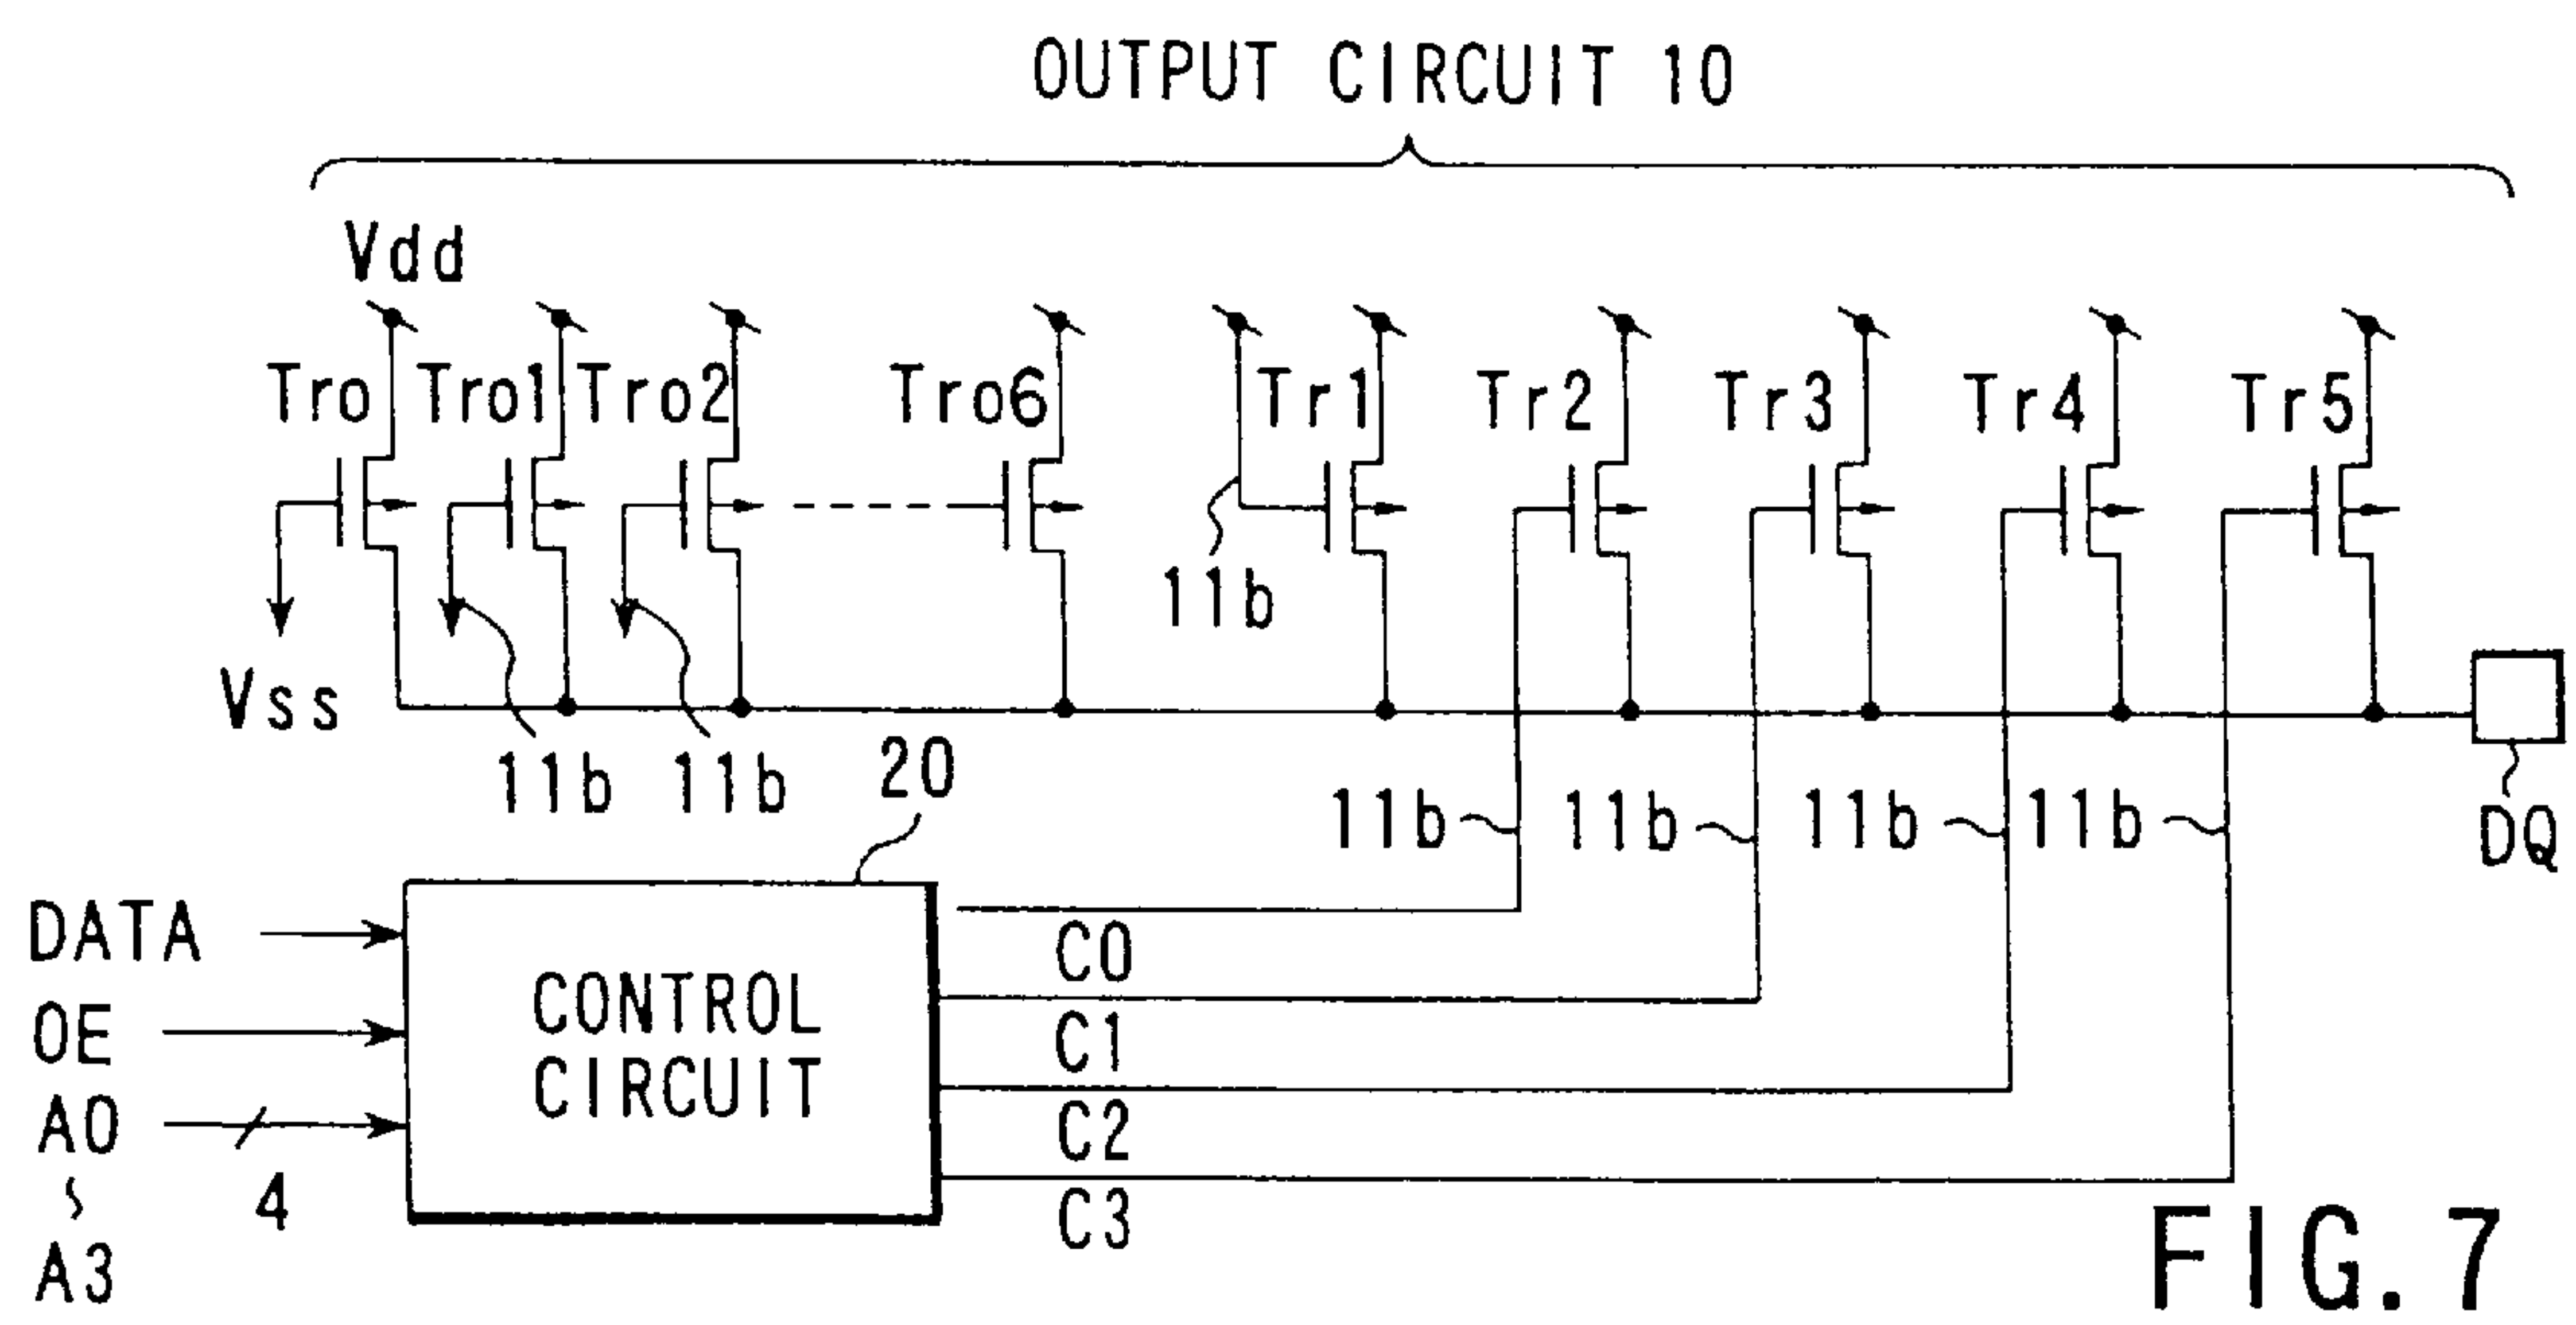 OUTPUT CIRCUIT 10
Vdd
Tro Tro1 Tro2 Tro6 Tr1 Tr2 Tr3 Tr4 Tr5
11b
Vss
11b 11b 20 11b 11b 11b 11b DQ
DATA
OE
A0
~
A3
4
CONTROL
CIRCUIT
C0
C1
C2
C3
FIG. 7